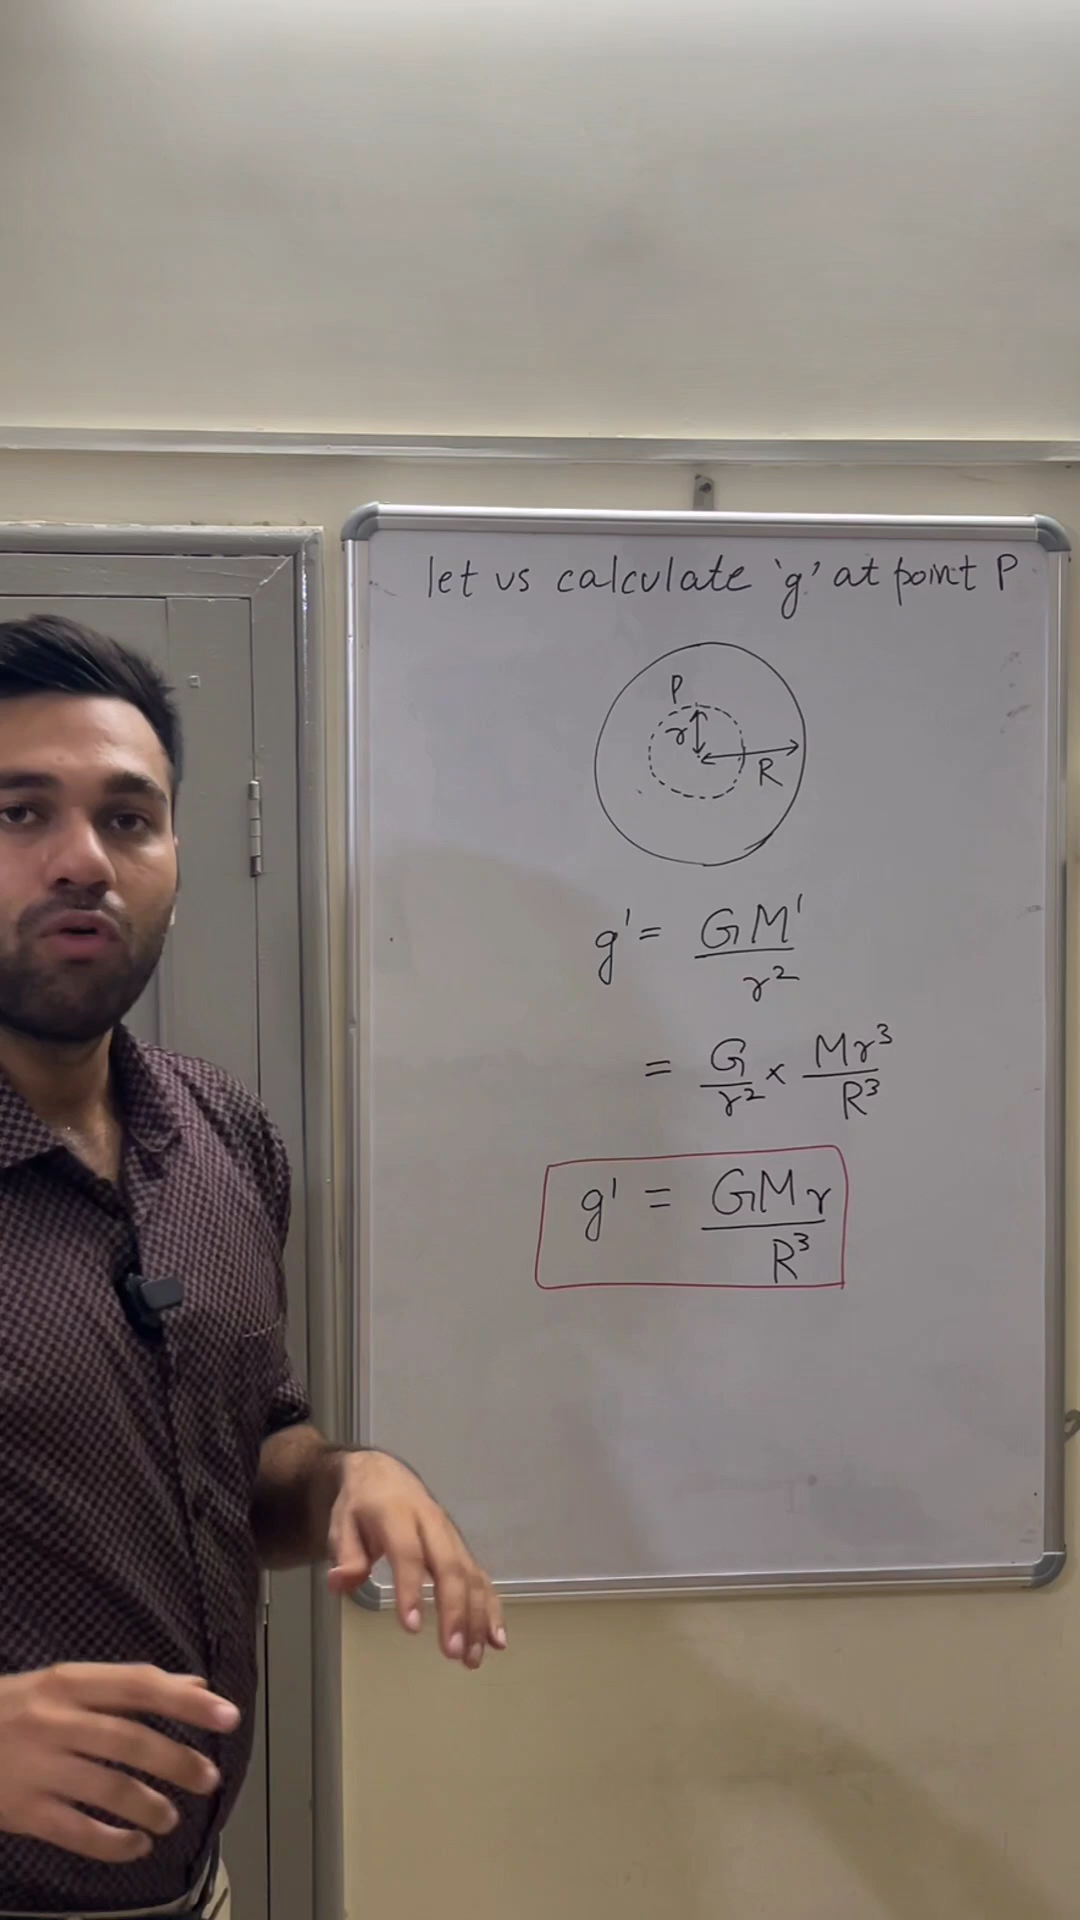 let us calculate 'g' at point P
P
r
R
g' = GM' / r²
= G / r² × Mr³ / R³
g' = GMr / R³